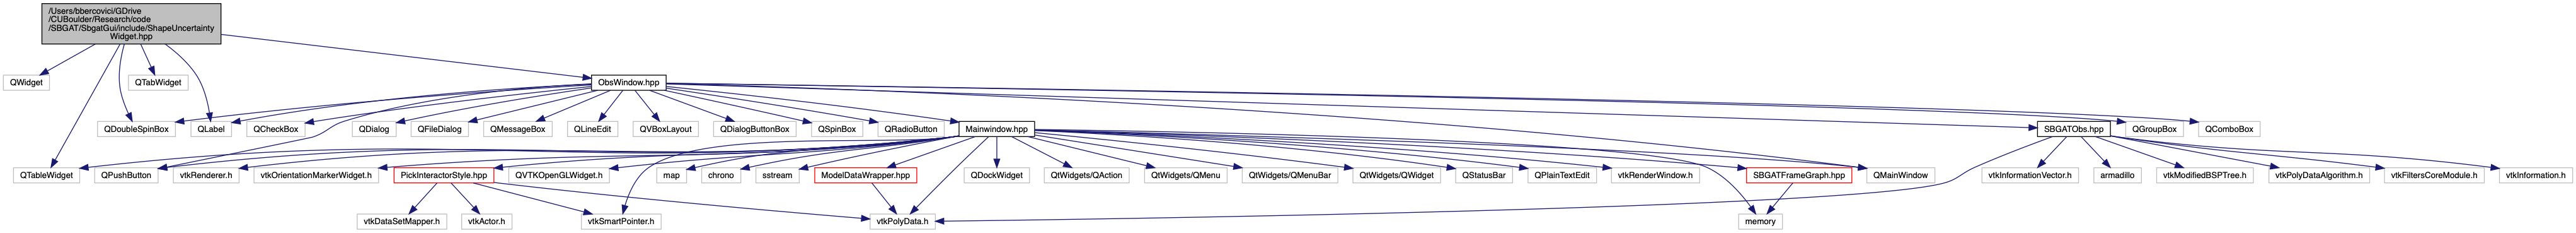 /Users/bbercovici/GDrive
/CUBoulder/Research/code
/SBGAT/SbgatGui/include/ShapeUncertainty
Widget.hpp
QWidget
QTabWidget
ObsWindow.hpp
QDoubleSpinBox
QLabel
QCheckBox
QDialog
QFileDialog
QMessageBox
QLineEdit
QVBoxLayout
QDialogButtonBox
QSpinBox
QRadioButton
Mainwindow.hpp
SBGATObs.hpp
QGroupBox
QComboBox
QTableWidget
QPushButton
vtkRenderer.h
vtkOrientationMarkerWidget.h
PickInteractorStyle.hpp
QVTKOpenGLWidget.h
map
chrono
sstream
ModelDataWrapper.hpp
QDockWidget
QtWidgets/QAction
QtWidgets/QMenu
QtWidgets/QMenuBar
QtWidgets/QWidget
QStatusBar
QPlainTextEdit
vtkRenderWindow.h
SBGATFrameGraph.hpp
QMainWindow
vtkInformationVector.h
armadillo
vtkModifiedBSPTree.h
vtkPolyDataAlgorithm.h
vtkFiltersCoreModule.h
vtkInformation.h
vtkDataSetMapper.h
vtkActor.h
vtkSmartPointer.h
vtkPolyData.h
memory